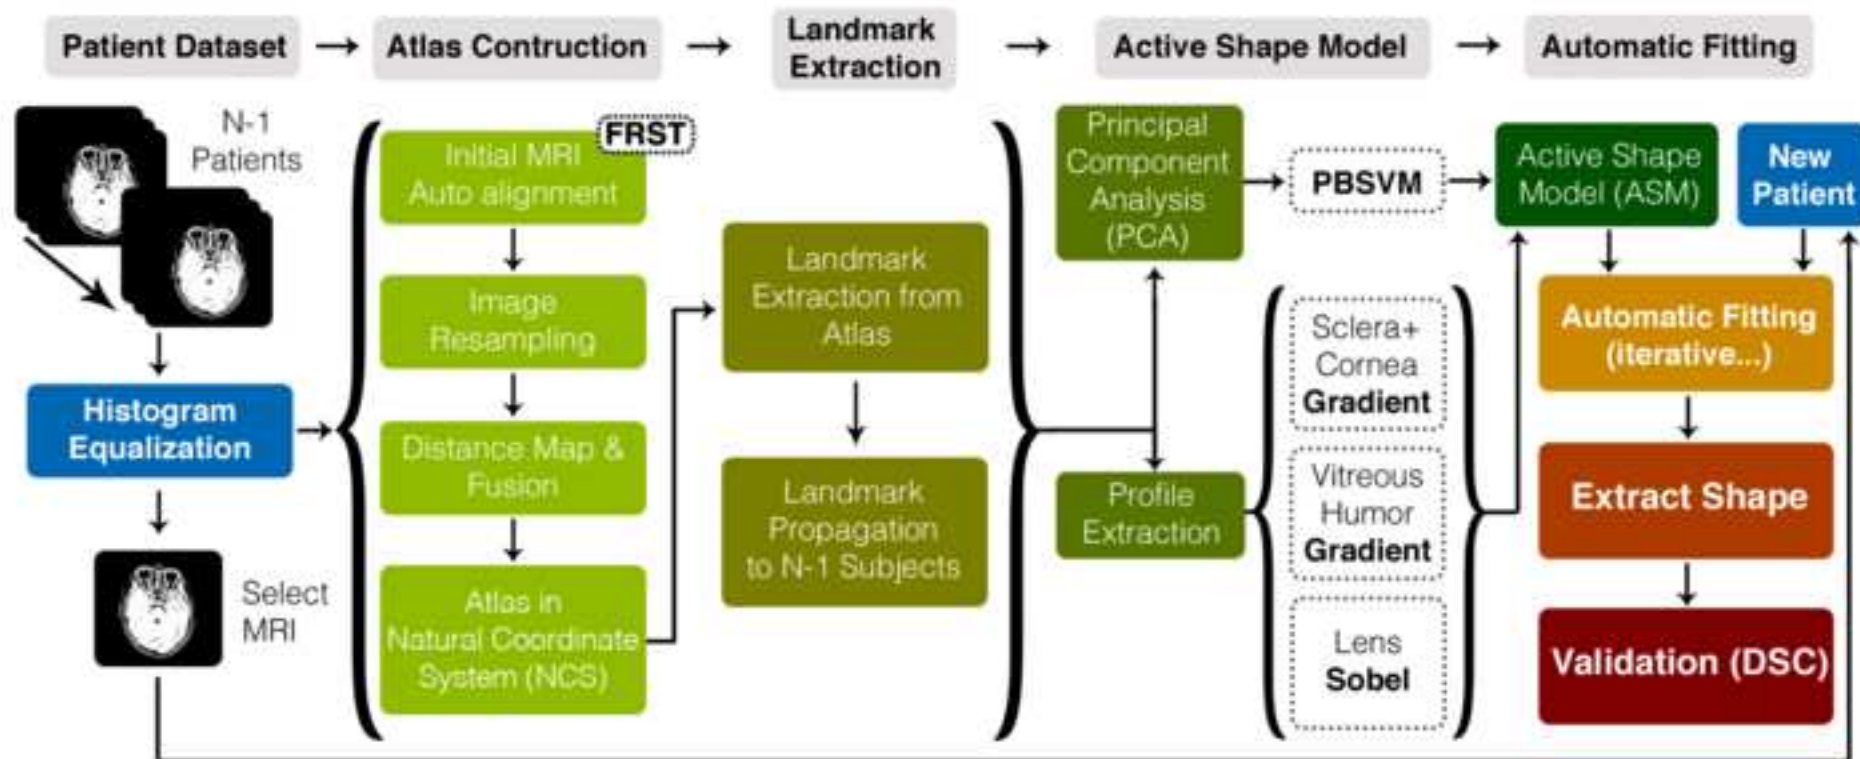 Patient Dataset
Atlas Contruction
Landmark
Extraction
Active Shape Model
Automatic Fitting
N-1
Patients
Histogram
Equalization
Select
MRI
FRST
Initial MRI
Auto alignment
Image
Resampling
Distance Map &
Fusion
Atlas in
Natural Coordinate
System (NCS)
Landmark
Extraction from
Atlas
Landmark
Propagation
to N-1 Subjects
Principal
Component
Analysis
(PCA)
PBSVM
Profile
Extraction
Sclera+
Cornea
Gradient
Vitreous
Humor
Gradient
Lens
Sobel
Active Shape
Model (ASM)
New
Patient
Automatic Fitting
(iterative...)
Extract Shape
Validation (DSC)